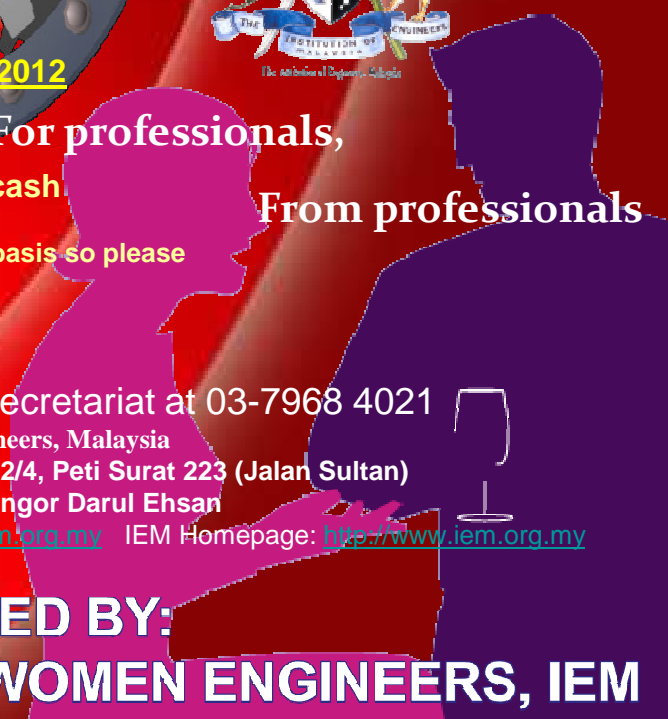 THE
ENGINEERS
INSTITUTION OF
MALAYSIA
2012
For professionals,
cash
From professionals
basis so please
ecretariat at 03-7968 4021
neers, Malaysia
2/4, Peti Surat 223 (Jalan Sultan)
ngor Darul Ehsan
m.org.my IEM Homepage: http://www.iem.org.my
ED BY:
WOMEN ENGINEERS, IEM